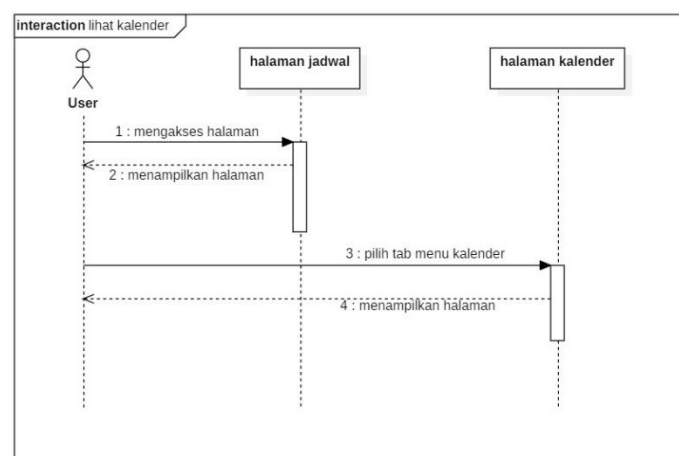 interaction lihat kalender
halaman jadwal
halaman kalender
User
1 : mengakses halaman
2 : menampilkan halaman
3 : pilih tab menu kalender
4 : menampilkan halaman